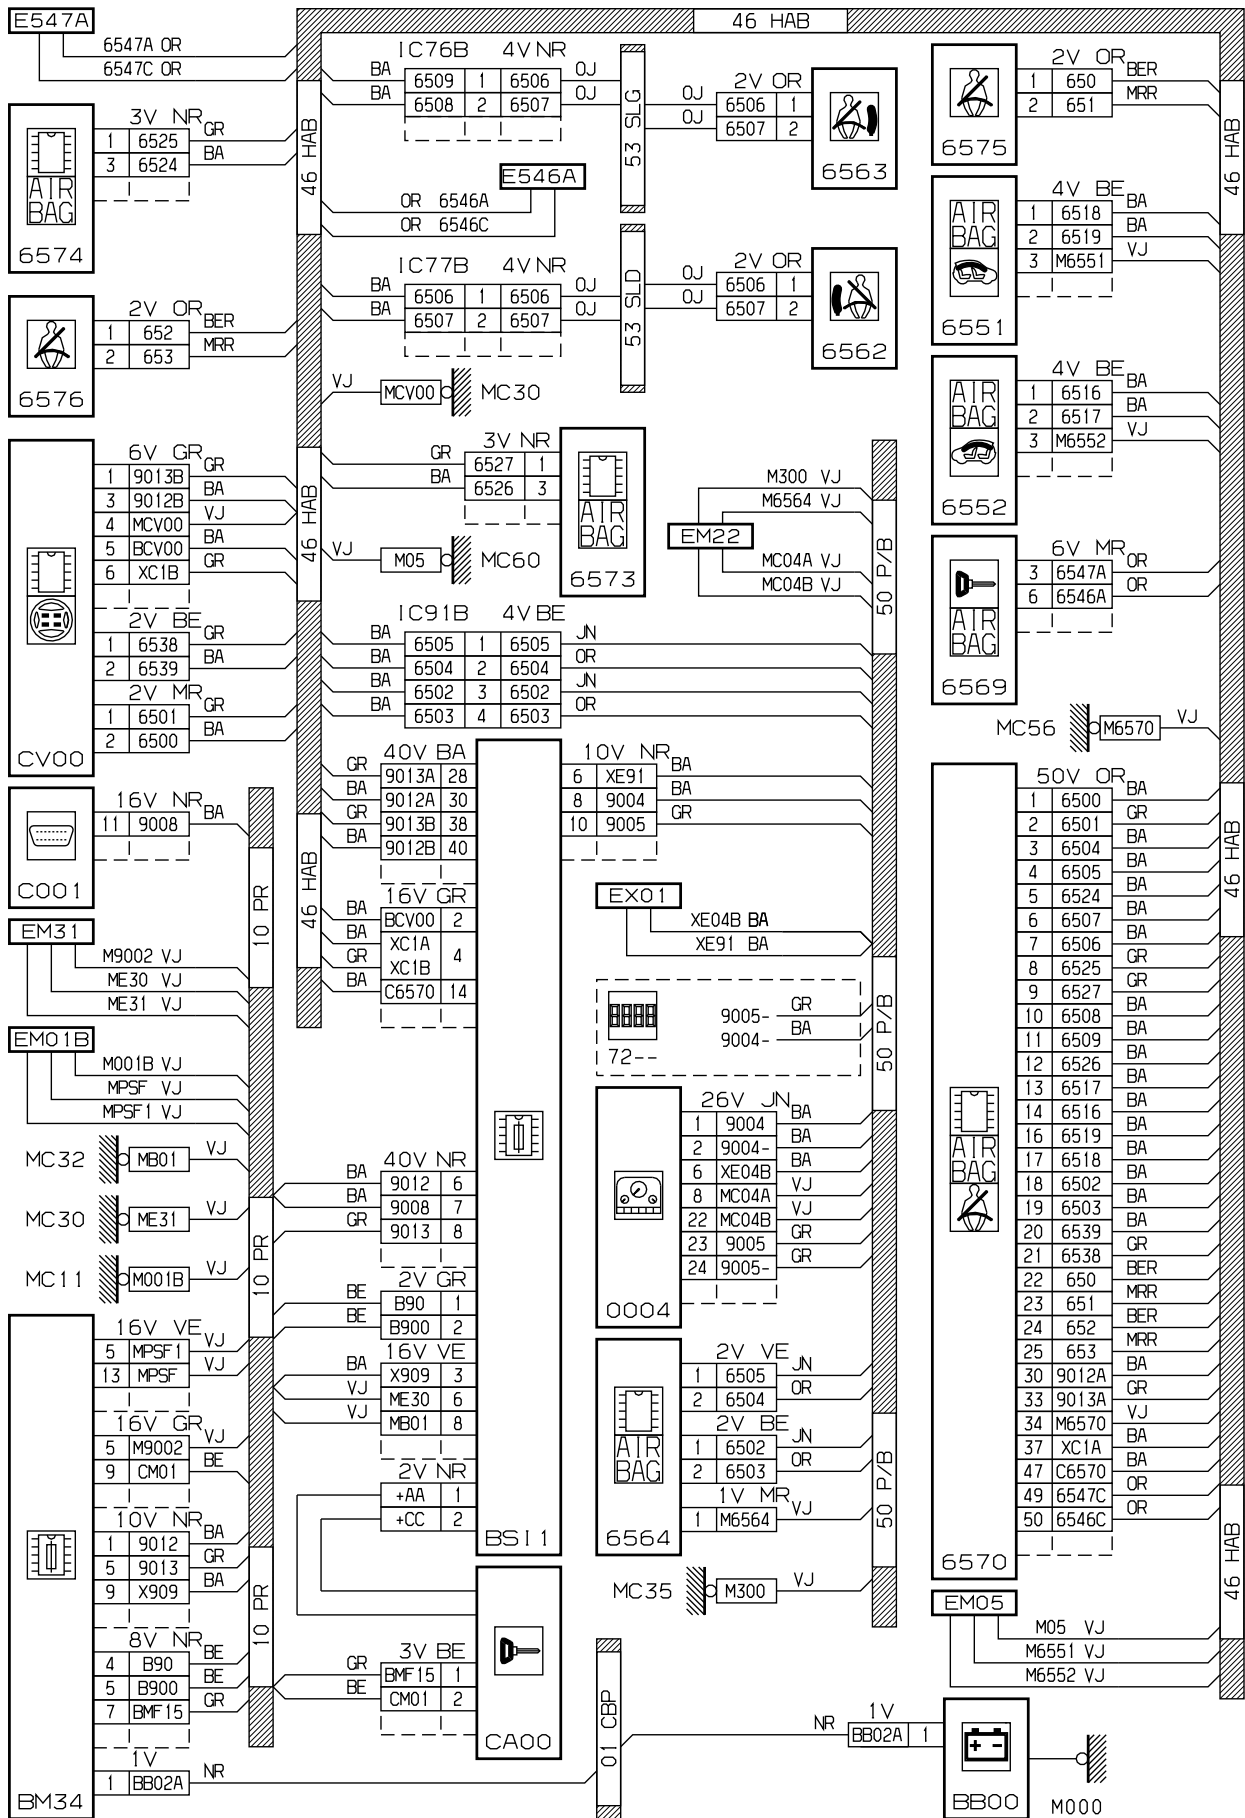 E547A
6547A OR
6547C OR
46 HAB
3V NR
1 6525 GR
3 6524 BA
AIR
BAG
6574
2V OR
1 652 BER
2 653 MRR
6576
6V GR
1 9013B GR
3 9012B BA
4 MCV00 VJ
5 BCV00 BA
6 XC1B GR
2V BE
1 6538 GR
2 6539 BA
2V MR
1 6501 GR
2 6500 BA
CV00
16V NR
11 9008 BA
C001
EM31
M9002 VJ
ME30 VJ
ME31 VJ
EM01B
M001B VJ
MPSF VJ
MPSF1 VJ
MC32 MB01 VJ
MC30 ME31 VJ
MC11 M001B VJ
16V VE
5 MPSF1 VJ
13 MPSF VJ
16V GR
5 M9002 VJ
9 CM01 BE
10V NR
1 9012 BA
5 9013 GR
9 X909 BA
8V NR
4 B90 BE
5 B900 BE
7 BMF15 GR
1V
1 BB02A NR
BM34
10 PR
10 PR
10 PR
46 HAB
46 HAB
46 HAB
IC76B 4V NR
BA 6509 1 6506 OJ
BA 6508 2 6507 OJ
53 SLG
2V OR
OJ 6506 1
OJ 6507 2
6563
E546A
OR 6546A
OR 6546C
IC77B 4V NR
BA 6506 1 6506 OJ
BA 6507 2 6507 OJ
53 SLD
2V OR
OJ 6506 1
OJ 6507 2
6562
VJ MCV00 MC30
3V NR
GR 6527 1
BA 6526 3
AIR
BAG
6573
VJ M05 MC60
M300 VJ
M6564 VJ
EM22
MC04A VJ
MC04B VJ
50 P/B
IC91B 4V BE
BA 6505 1 6505 JN
BA 6504 2 6504 OR
BA 6502 3 6502 JN
BA 6503 4 6503 OR
40V BA
GR 9013A 28
BA 9012A 30
GR 9013B 38
BA 9012B 40
16V GR
BA BCV00 2
BA XC1A
4
GR XC1B
BA C6570 14
40V NR
BA 9012 6
BA 9008 7
GR 9013 8
2V GR
BE B90 1
BE B900 2
16V VE
BA X909 3
VJ ME30 6
VJ MB01 8
2V NR
+AA 1
+CC 2
BSI1
10V NR
6 XE91 BA
8 9004 BA
10 9005 GR
3V BE
GR BMF15 1
BE CM01 2
CA00
EX01
XE04B BA
XE91 BA
9005- GR
9004- BA
72--
50 P/B
26V JN
1 9004 BA
2 9004- BA
6 XE04B BA
8 MC04A VJ
22 MC04B VJ
23 9005 GR
24 9005- GR
0004
2V VE
1 6505 JN
2 6504 OR
2V BE
1 6502 JN
2 6503 OR
1V MR
1 M6564 VJ
AIR
BAG
6564
50 P/B
MC35 M300 VJ
01 CBP
1V
NR BB02A 1
BB00
M000
2V OR
1 650 BER
2 651 MRR
6575
4V BE
1 6518 BA
2 6519 BA
3 M6551 VJ
AIR
BAG
6551
4V BE
1 6516 BA
2 6517 BA
3 M6552 VJ
AIR
BAG
6552
6V MR
3 6547A OR
6 6546A OR
AIR
BAG
6569
MC56 M6570 VJ
50V OR
1 6500 BA
2 6501 GR
3 6504 BA
4 6505 BA
5 6524 BA
6 6507 BA
7 6506 BA
8 6525 GR
9 6527 GR
10 6508 BA
11 6509 BA
12 6526 BA
13 6517 BA
14 6516 BA
16 6519 BA
17 6518 BA
18 6502 BA
19 6503 BA
20 6539 BA
21 6538 GR
22 650 BER
23 651 MRR
24 652 BER
25 653 MRR
30 9012A BA
33 9013A GR
34 M6570 VJ
37 XC1A BA
47 C6570 BA
49 6547C OR
50 6546C OR
AIR
BAG
6570
EM05
M05 VJ
M6551 VJ
M6552 VJ
46 HAB
46 HAB
46 HAB